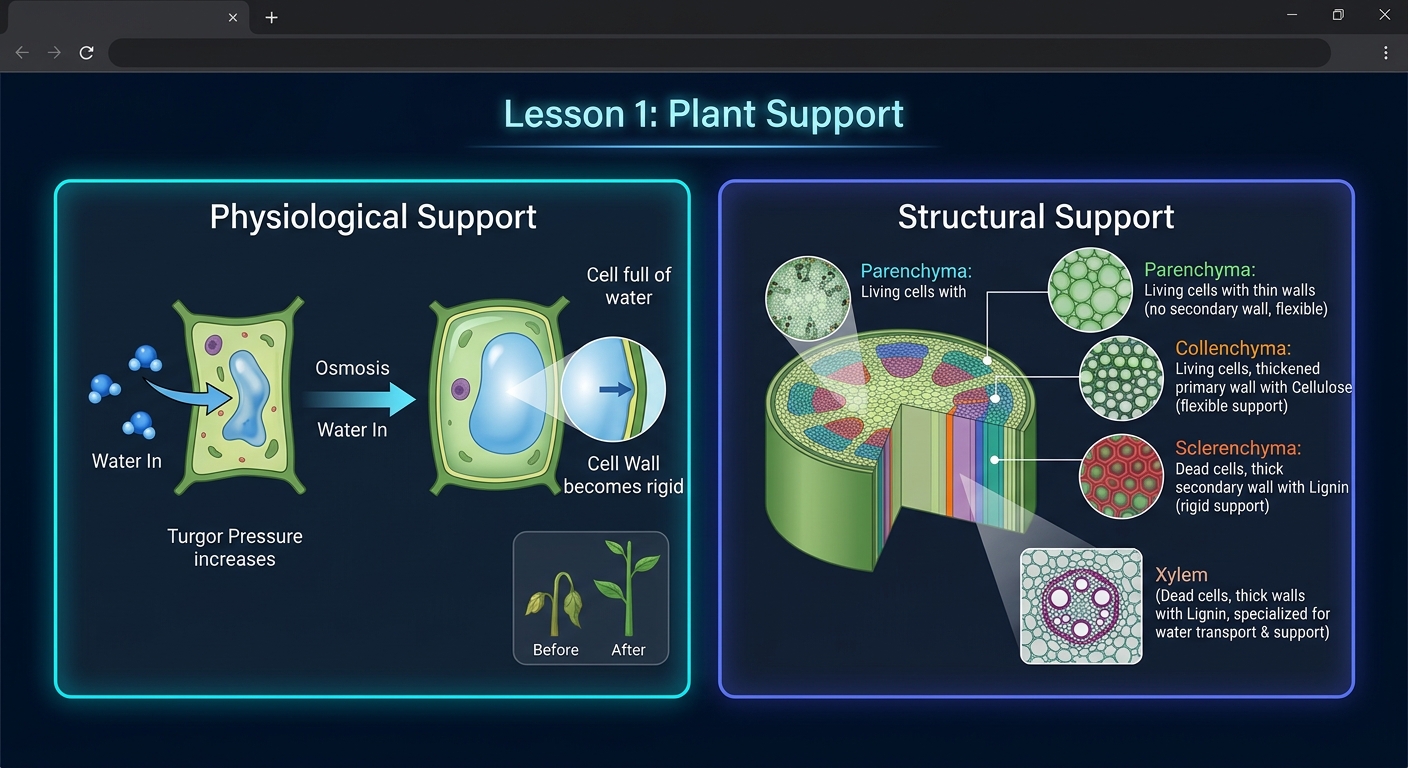 Lesson 1: Plant Support
Physiological Support
Cell full of
water
Osmosis
Water In
Water In
Cell Wall
becomes rigid
Turgor Pressure
increases
Before
After
Structural Support
Parenchyma:
Living cells with
Parenchyma:
Living cells with thin walls
(no secondary wall, flexible)
Collenchyma:
Living cells, thickened
primary wall with Cellulose
(flexible support)
Sclerenchyma:
Dead cells, thick
secondary wall with Lignin
(rigid support)
Xylem
(Dead cells, thick walls
with Lignin, specialized for
water transport & support)